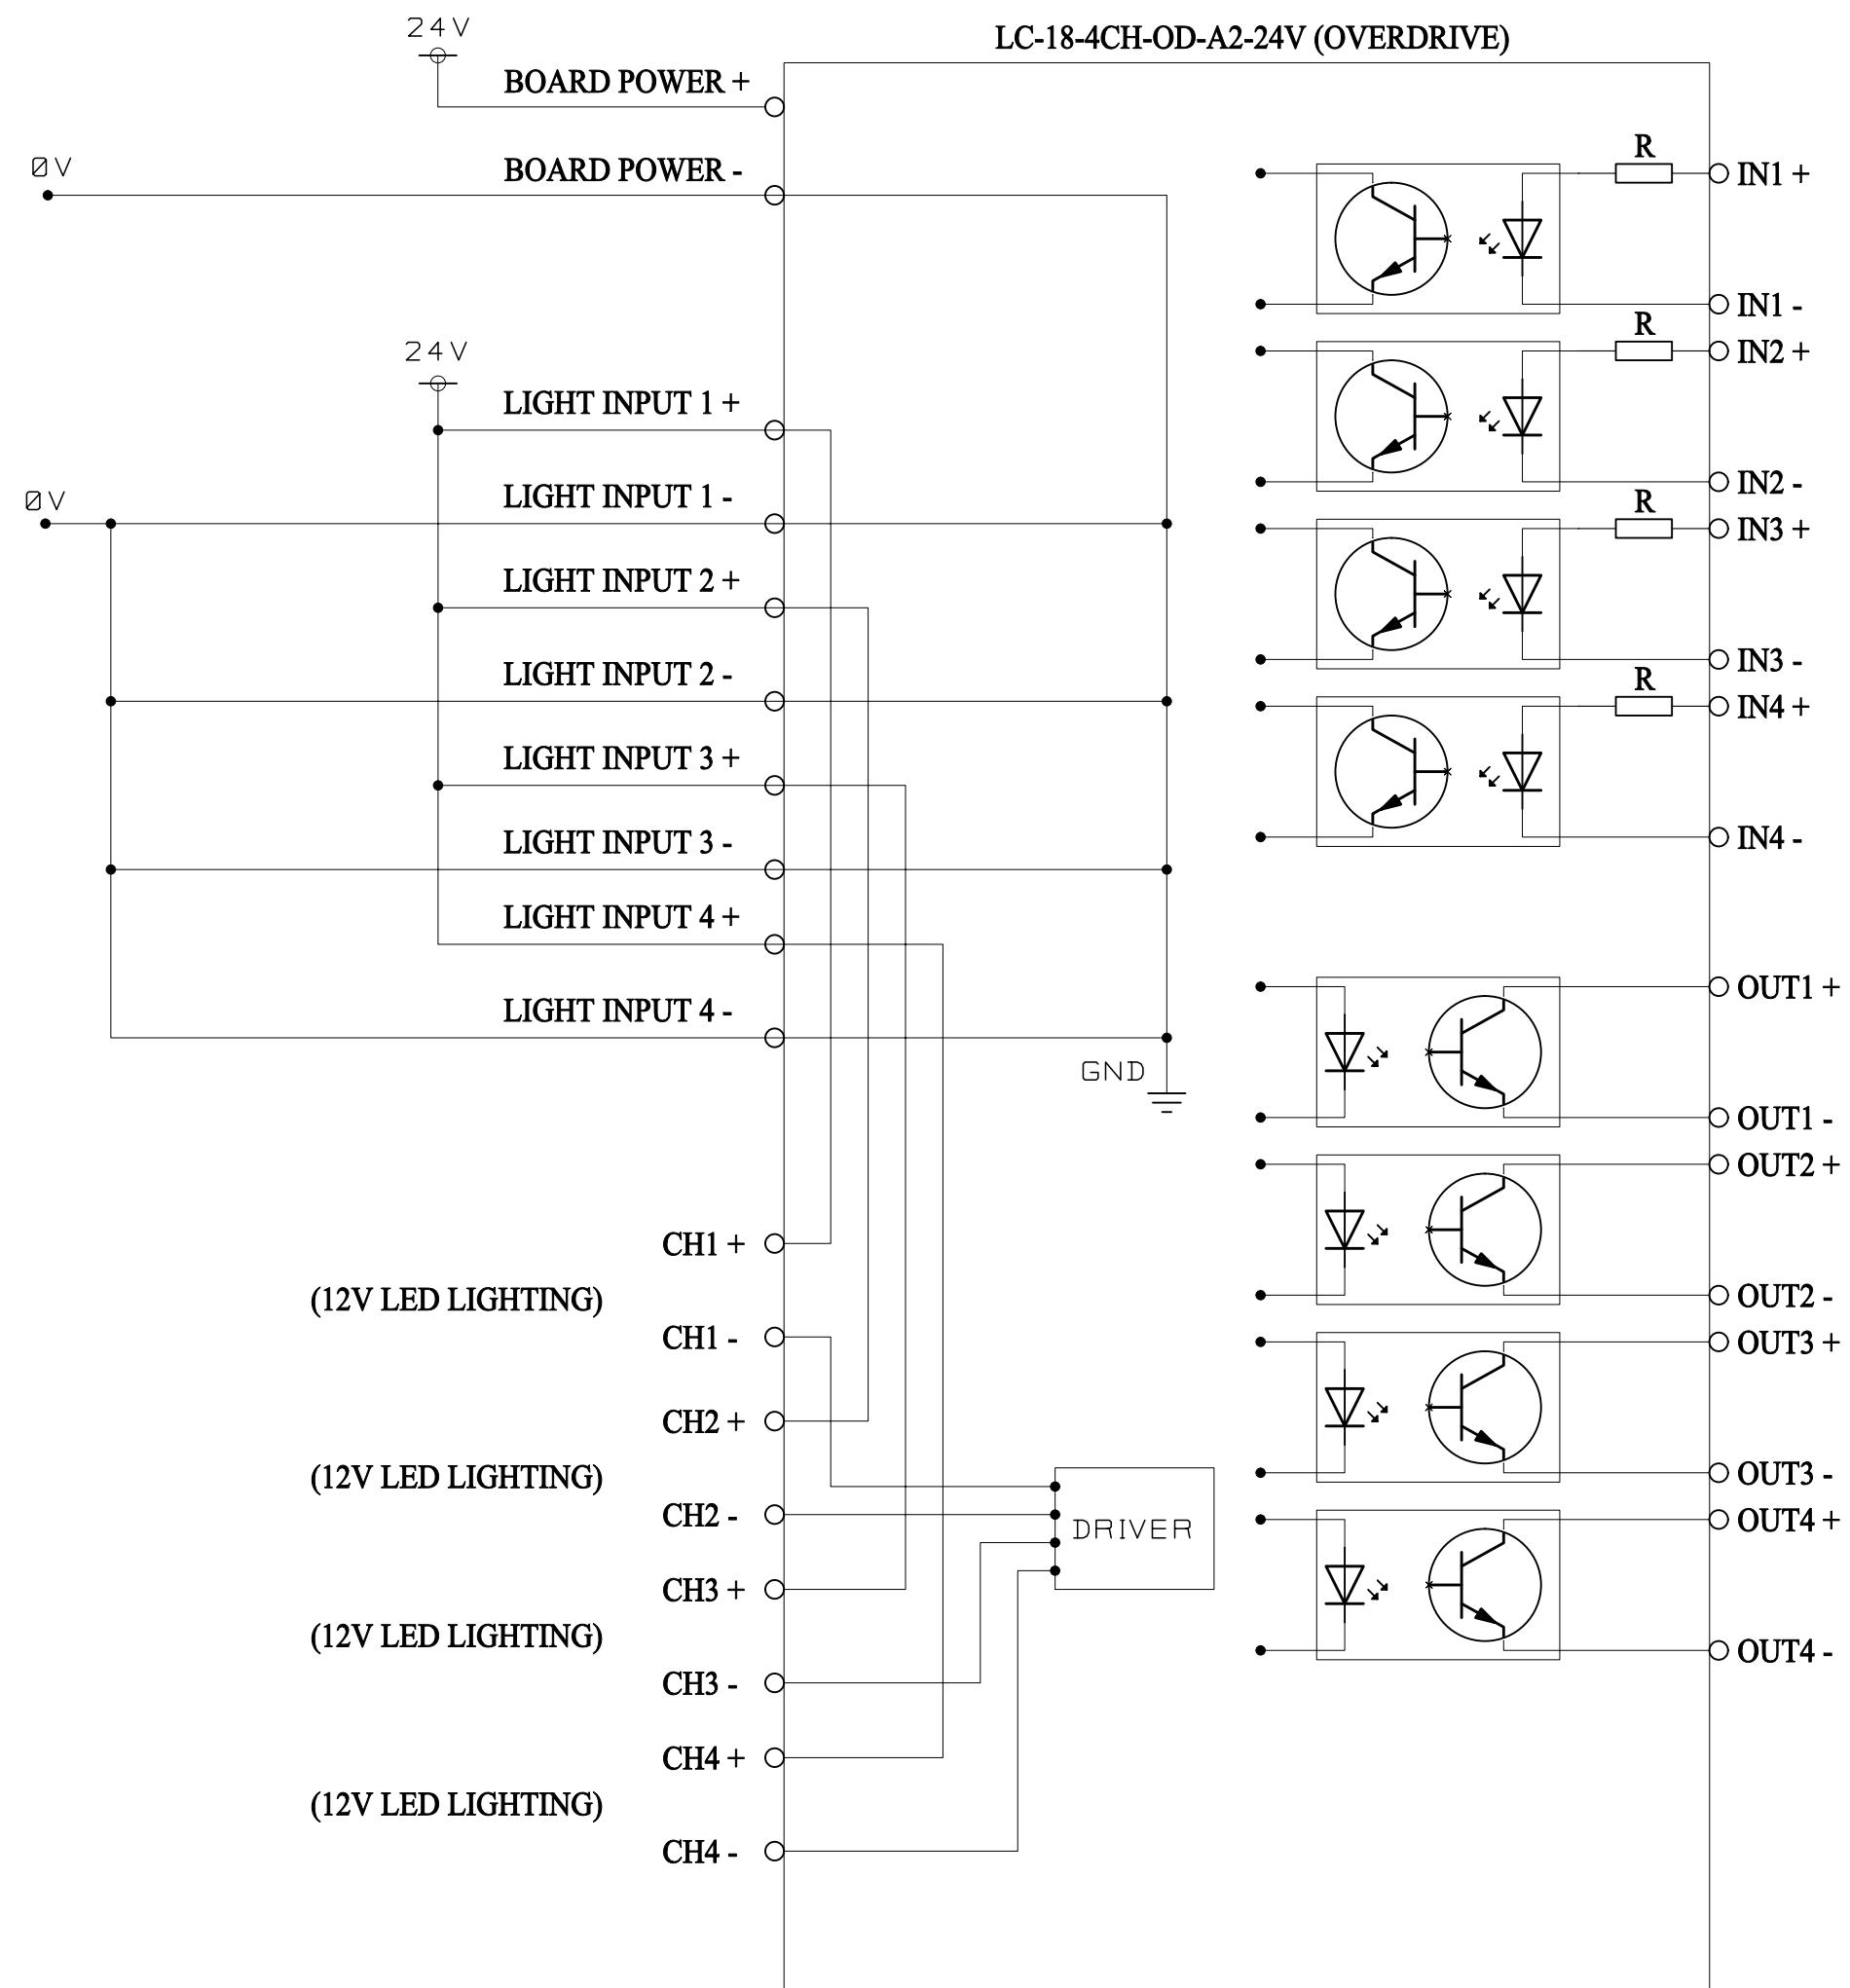 24V
LC-18-4CH-OD-A2-24V (OVERDRIVE)
BOARD POWER +
0V
BOARD POWER -
24V
LIGHT INPUT 1 +
0V
LIGHT INPUT 1 -
LIGHT INPUT 2 +
LIGHT INPUT 2 -
LIGHT INPUT 3 +
LIGHT INPUT 3 -
LIGHT INPUT 4 +
LIGHT INPUT 4 -
GND
CH1 +
(12V LED LIGHTING)
CH1 -
CH2 +
(12V LED LIGHTING)
CH2 -
CH3 +
(12V LED LIGHTING)
CH3 -
CH4 +
(12V LED LIGHTING)
CH4 -
DRIVER
R
IN1 +
IN1 -
R
IN2 +
IN2 -
R
IN3 +
IN3 -
R
IN4 +
IN4 -
OUT1 +
OUT1 -
OUT2 +
OUT2 -
OUT3 +
OUT3 -
OUT4 +
OUT4 -